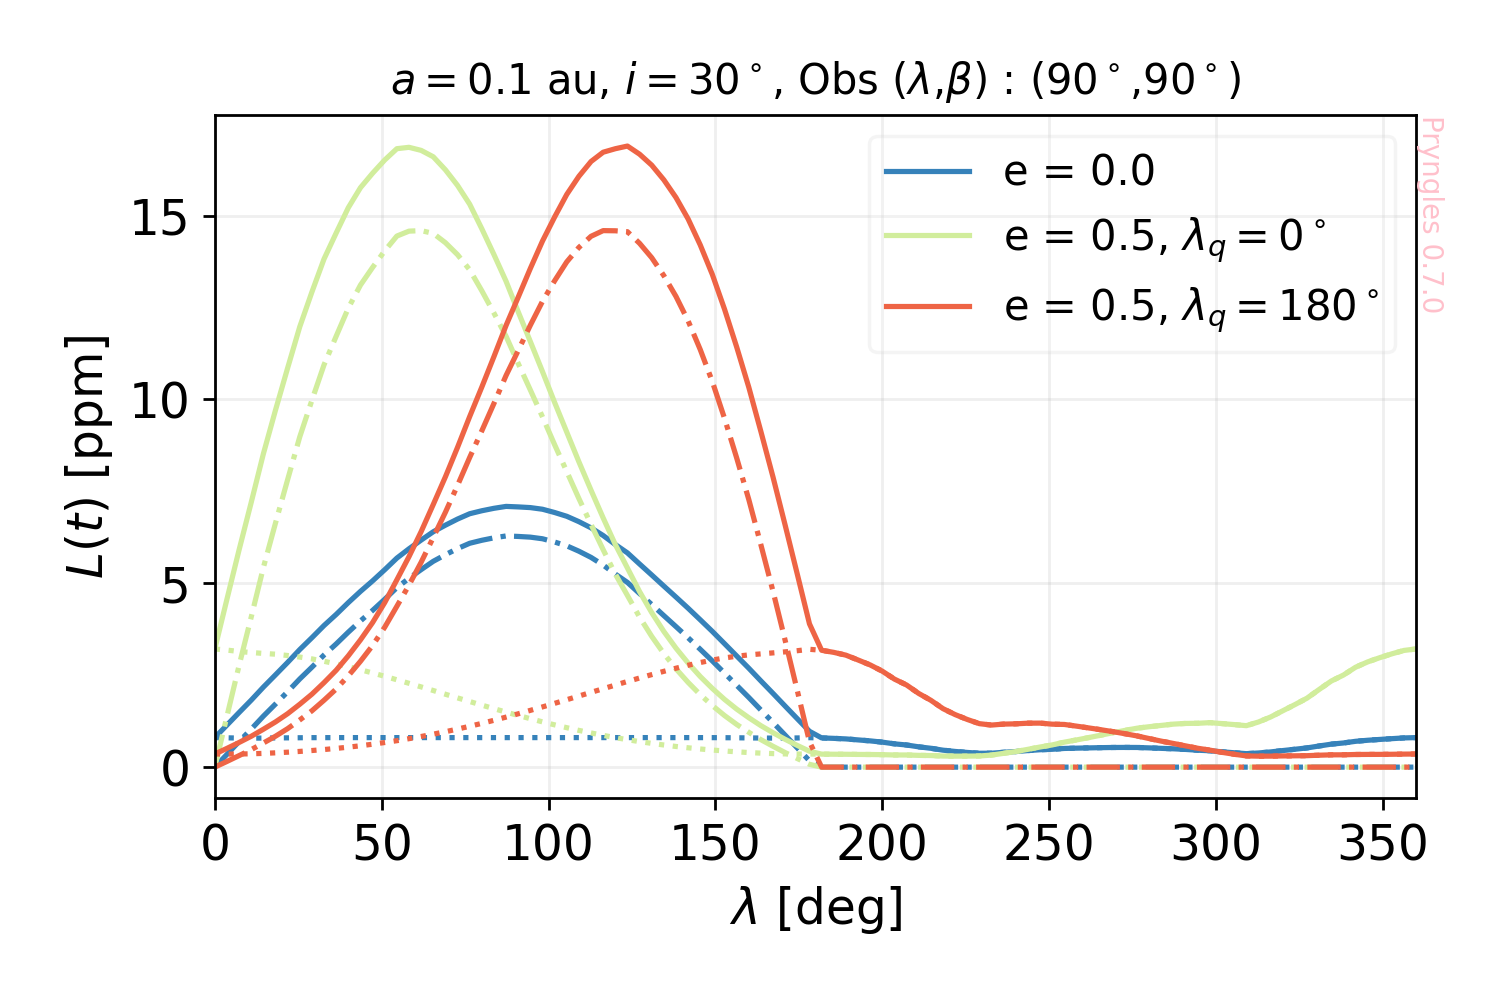 a = 0.1 au, i = 30°, Obs (λ,β) : (90°,90°)
e = 0.0
e = 0.5, λq = 0°
e = 0.5, λq = 180°
Pryngles 0.7.0
L(t) [ppm]
15
10
5
0
0 50 100 150 200 250 300 350
λ [deg]